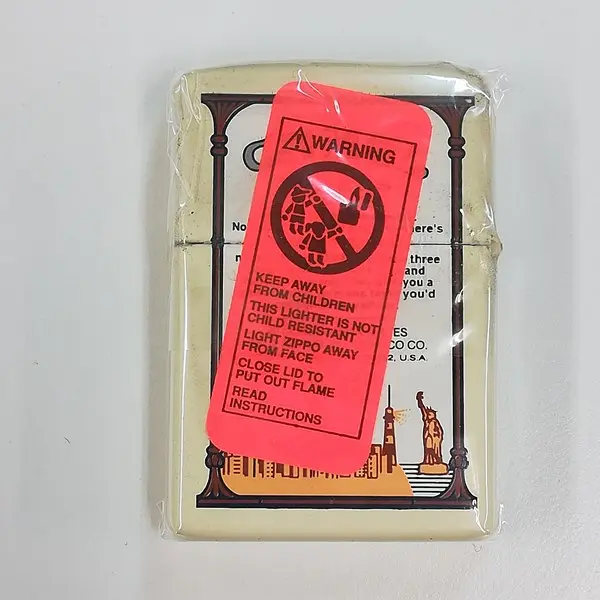 WARNING
KEEP AWAY
FROM CHILDREN
THIS LIGHTER IS NOT
CHILD RESISTANT
LIGHT ZIPPO AWAY
FROM FACE
CLOSE LID TO
PUT OUT FLAME
READ
INSTRUCTIONS
No
here's
three
and
you a
you'd
ES
CO CO.
2, U.S.A.